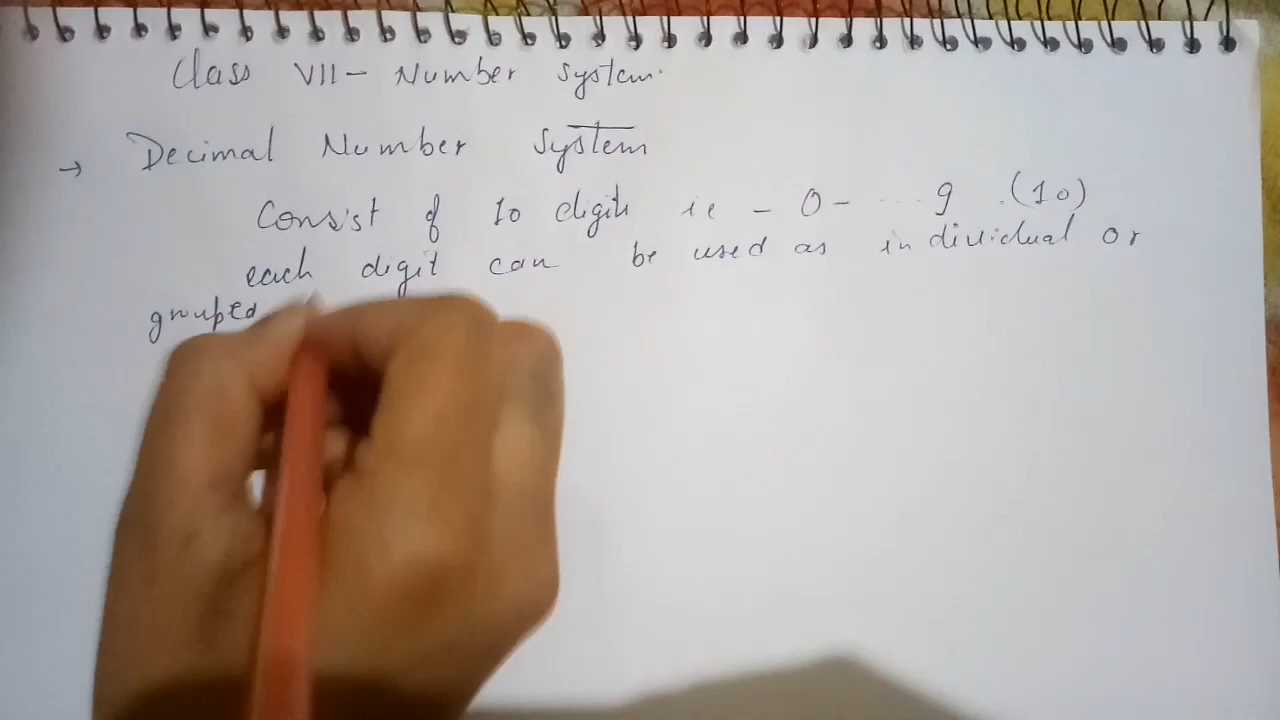 Class VII - Number System.
→ Decimal Number System
Consist of 10 digits ie - 0 - ... 9 . (10)
each digit can be used as individual or
grouped